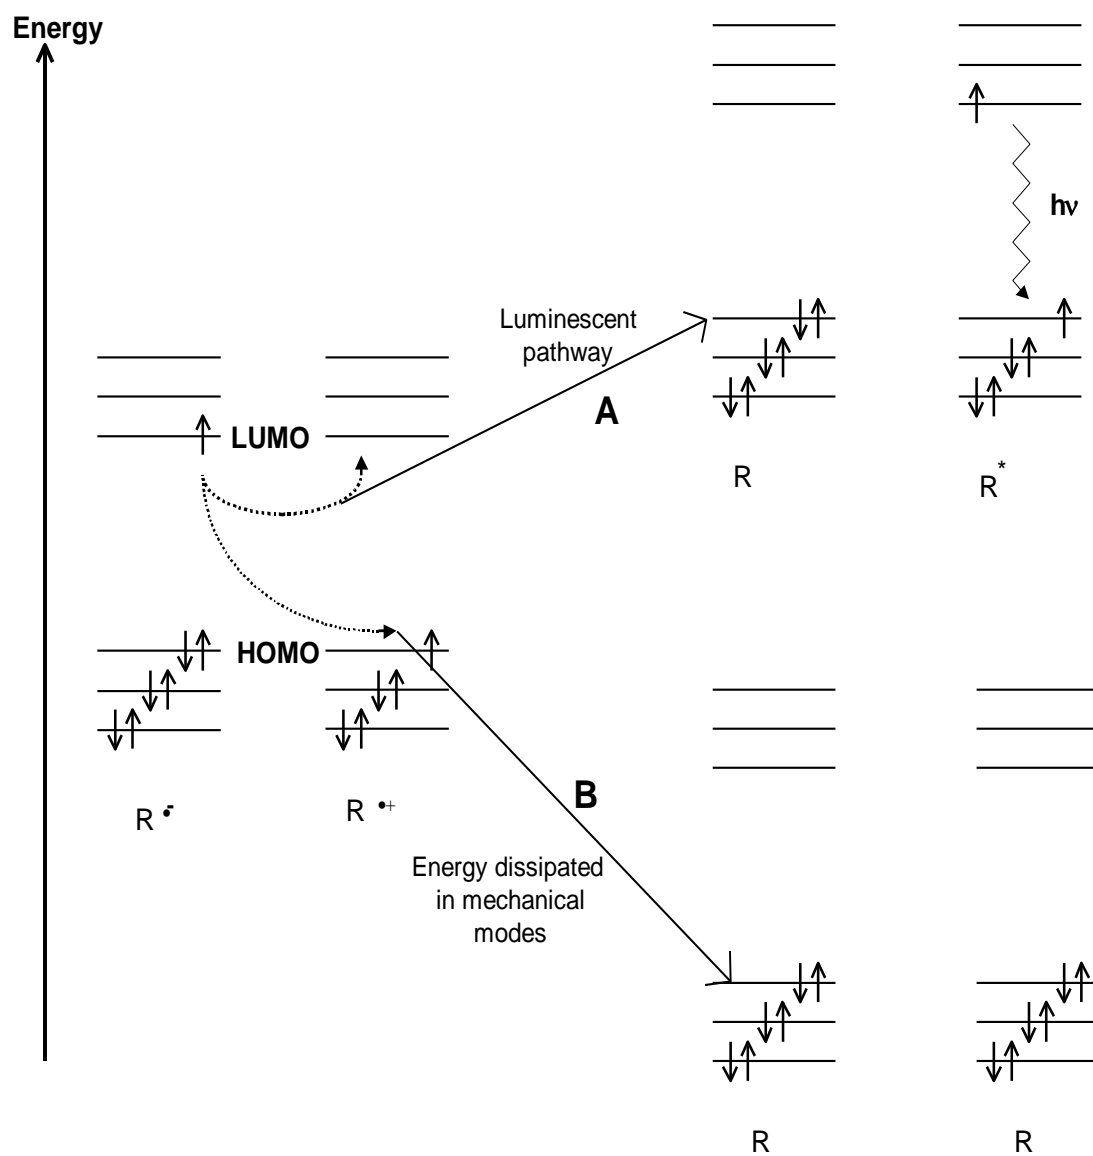 Energy
hν
Luminescent
pathway
A
LUMO
R
R*
HOMO
B
R•-
R•+
Energy dissipated
in mechanical
modes
R
R